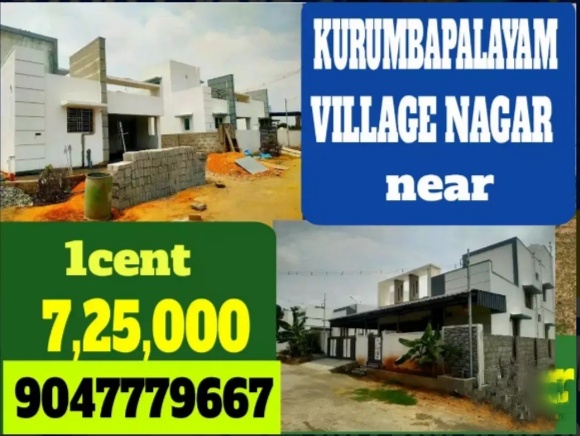 KURUMBAPALAYAM
VILLAGE NAGAR
near
1cent
7,25,000
9047779667